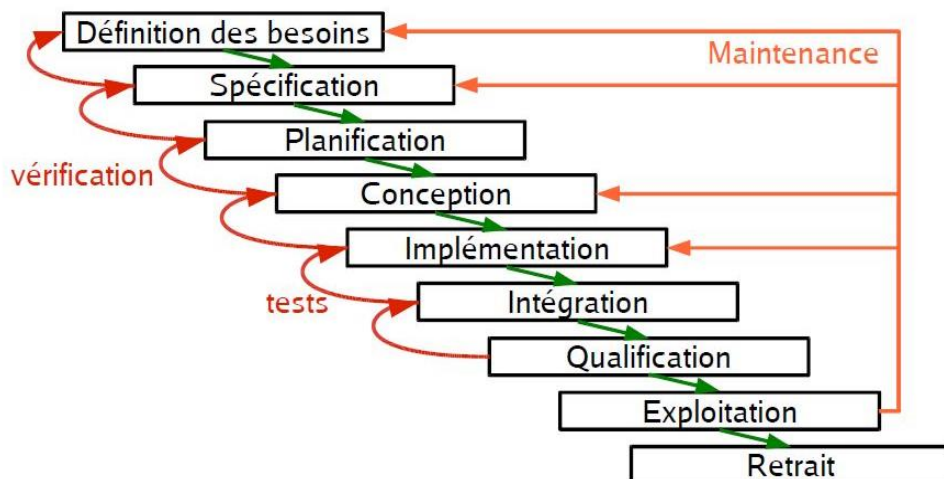 Définition des besoins
Maintenance
Spécification
Planification
vérification
Conception
Implémentation
tests
Intégration
Qualification
Exploitation
Retrait